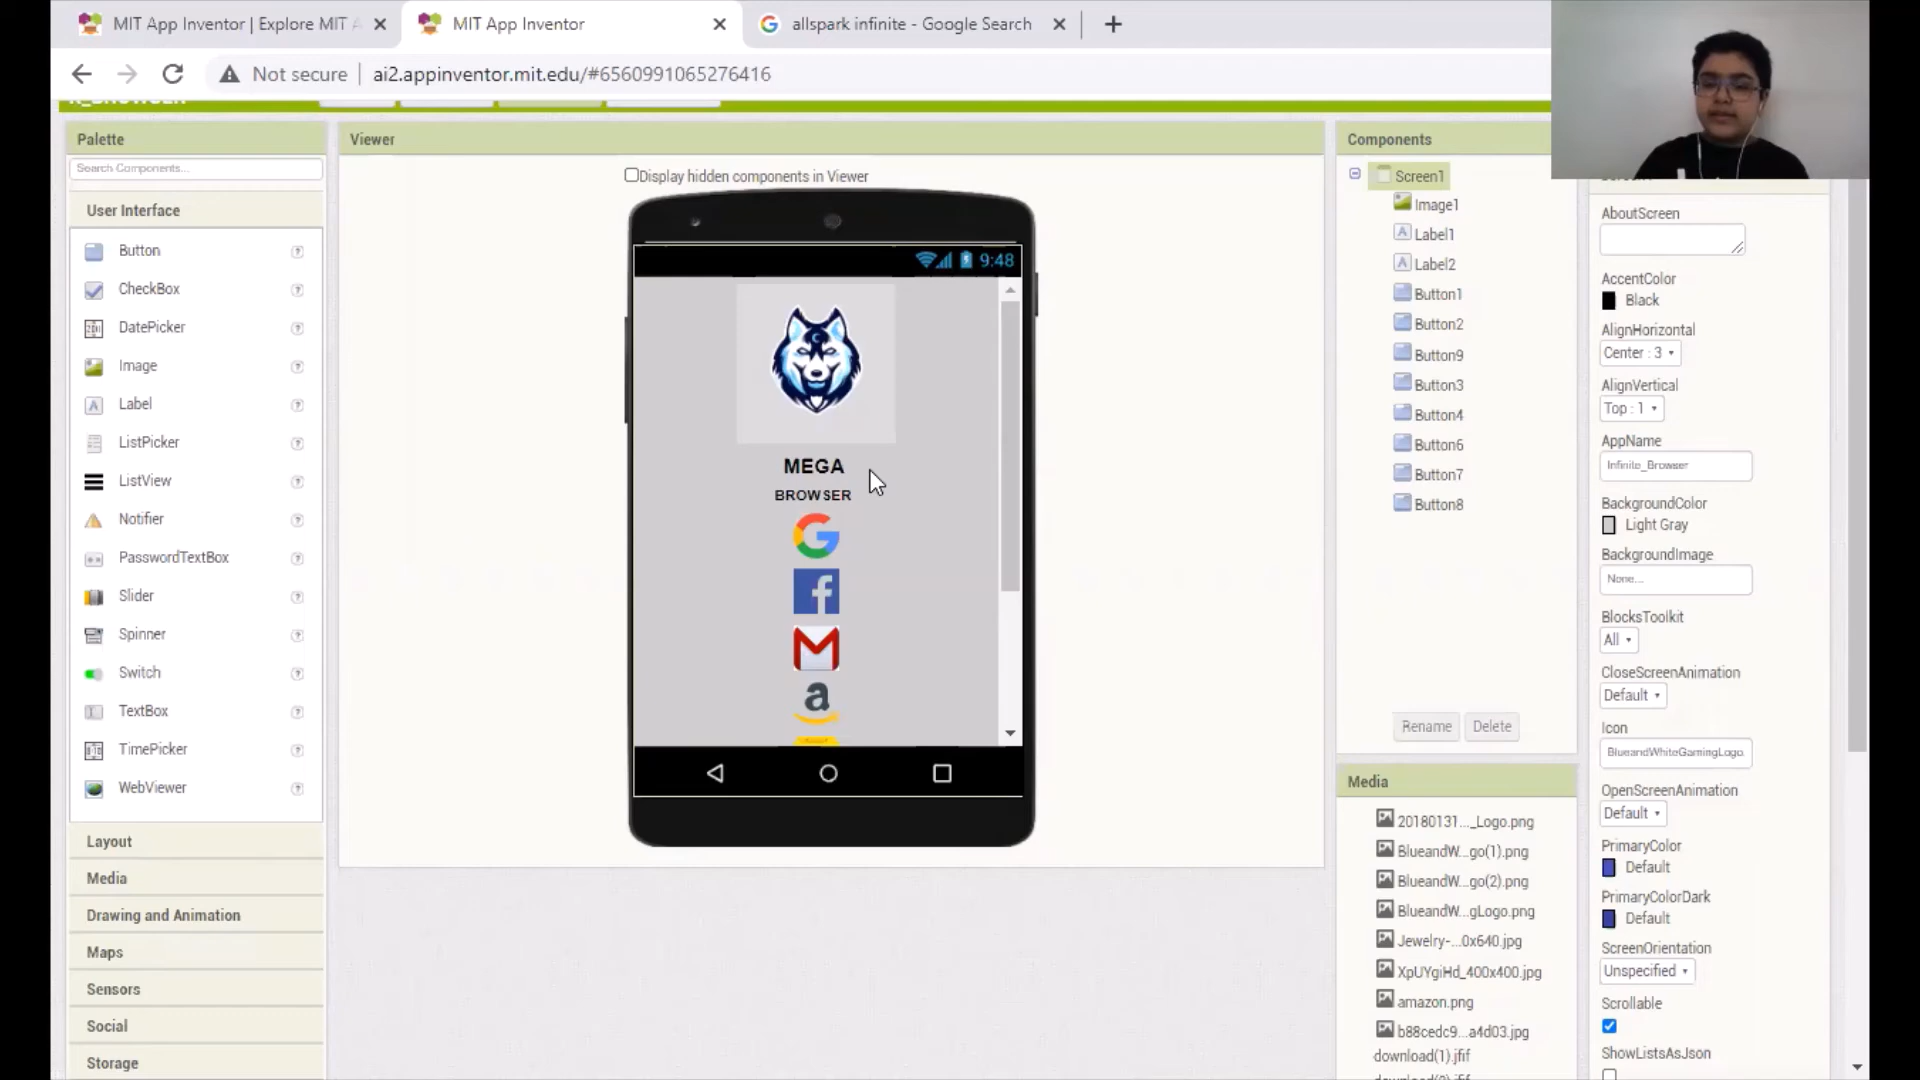 MIT App Inventor | Explore MIT A
MIT App Inventor
allspark infinite - Google Search
Not secure
ai2.appinventor.mit.edu/#6560991065276416
Palette
Search Components...
User Interface
Button
CheckBox
DatePicker
Image
Label
ListPicker
ListView
Notifier
PasswordTextBox
Slider
Spinner
Switch
TextBox
TimePicker
WebViewer
Layout
Media
Drawing and Animation
Maps
Sensors
Social
Storage
Viewer
Display hidden components in Viewer
9:48
MEGA
BROWSER
Components
Screen1
Image1
Label1
Label2
Button1
Button2
Button9
Button3
Button4
Button6
Button7
Button8
Rename
Delete
Media
20180131..._Logo.png
BlueandW...go(1).png
BlueandW...go(2).png
BlueandW...gLogo.png
Jewelry-...0x640.jpg
XpUYgiHd_400x400.jpg
amazon.png
b88cedc9...a4d03.jpg
download(1).jfif
AboutScreen
AccentColor
Black
AlignHorizontal
Center : 3
AlignVertical
Top : 1
AppName
Infinite_Browser
BackgroundColor
Light Gray
BackgroundImage
None...
BlocksToolkit
All
CloseScreenAnimation
Default
Icon
BlueandWhiteGamingLogo.
OpenScreenAnimation
Default
PrimaryColor
Default
PrimaryColorDark
Default
ScreenOrientation
Unspecified
Scrollable
ShowListsAsJson